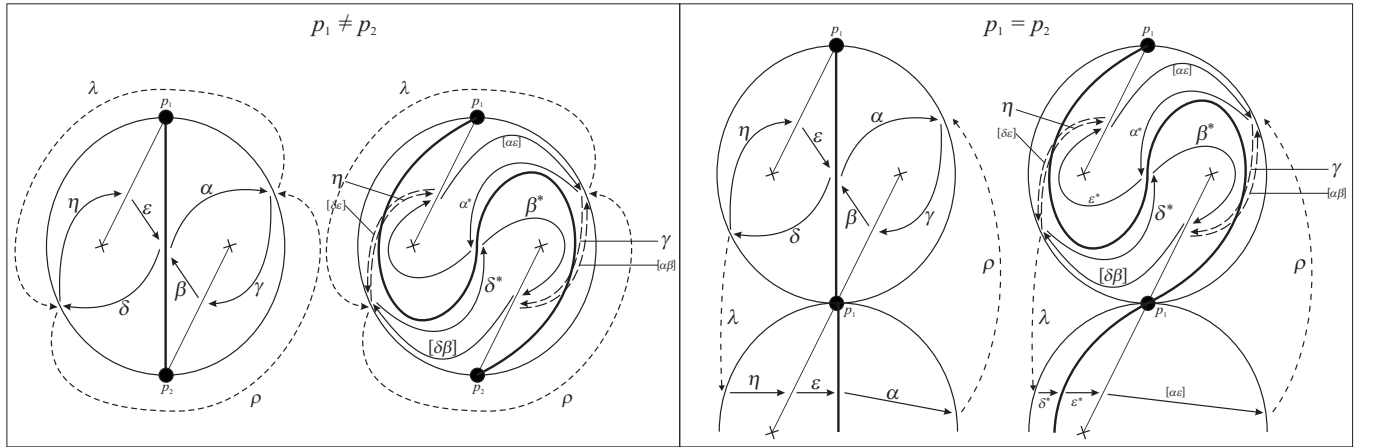 p₁ ≠ p₂
λ
p₁
η
ε
α
δ
β
γ
p₂
ρ
λ
p₁
[αε]
η
[δε]
α*
β*
γ
[αβ]
δ*
[δβ]
p₂
ρ
p₁ = p₂
p₁
η
ε
α
δ
β
γ
ρ
λ
p₁
η
ε
α
p₁
[αε]
η
[δε]
α*
β*
γ
[αβ]
ε*
δ*
[δβ]
ρ
λ
p₁
δ*
ε*
[αε]